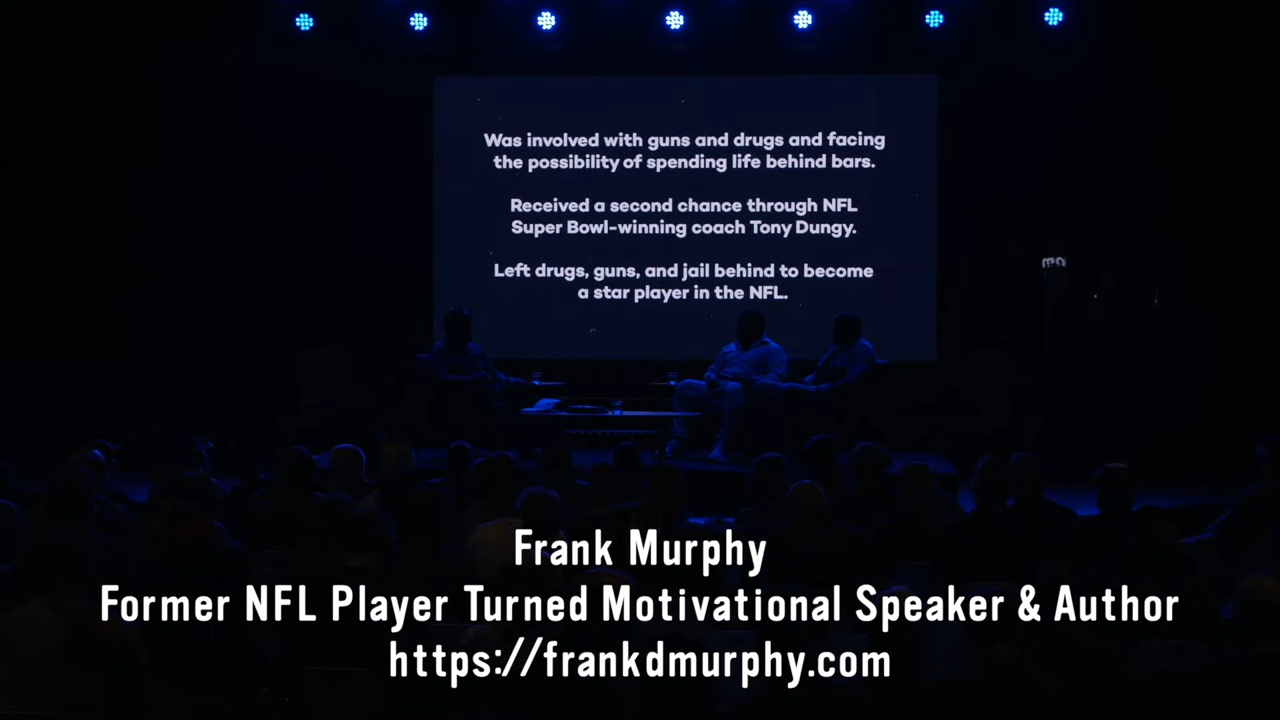 Was involved with guns and drugs and facing
the possibility of spending life behind bars.
Received a second chance through NFL
Super Bowl-winning coach Tony Dungy.
Left drugs, guns, and jail behind to become
a star player in the NFL.
Frank Murphy
Former NFL Player Turned Motivational Speaker & Author
https://frankdmurphy.com